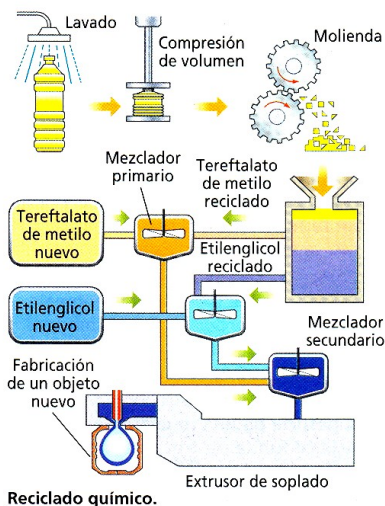 Lavado
Compresión
de volumen
Molienda
Mezclador
primario
Tereftalato
de metilo
reciclado
Tereftalato
de metilo
nuevo
Etilenglicol
reciclado
Etilenglicol
nuevo
Mezclador
secundario
Fabricación
de un objeto
nuevo
Extrusor de soplado
Reciclado químico.